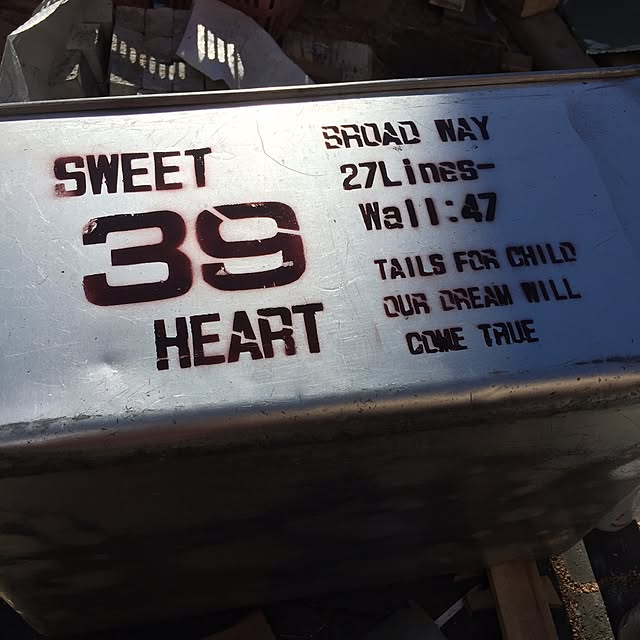 SWEET
39
HEART
BROAD WAY
27Lines-
Wall:47
TAILS FOR CHILD
OUR DREAM WILL
COME TRUE